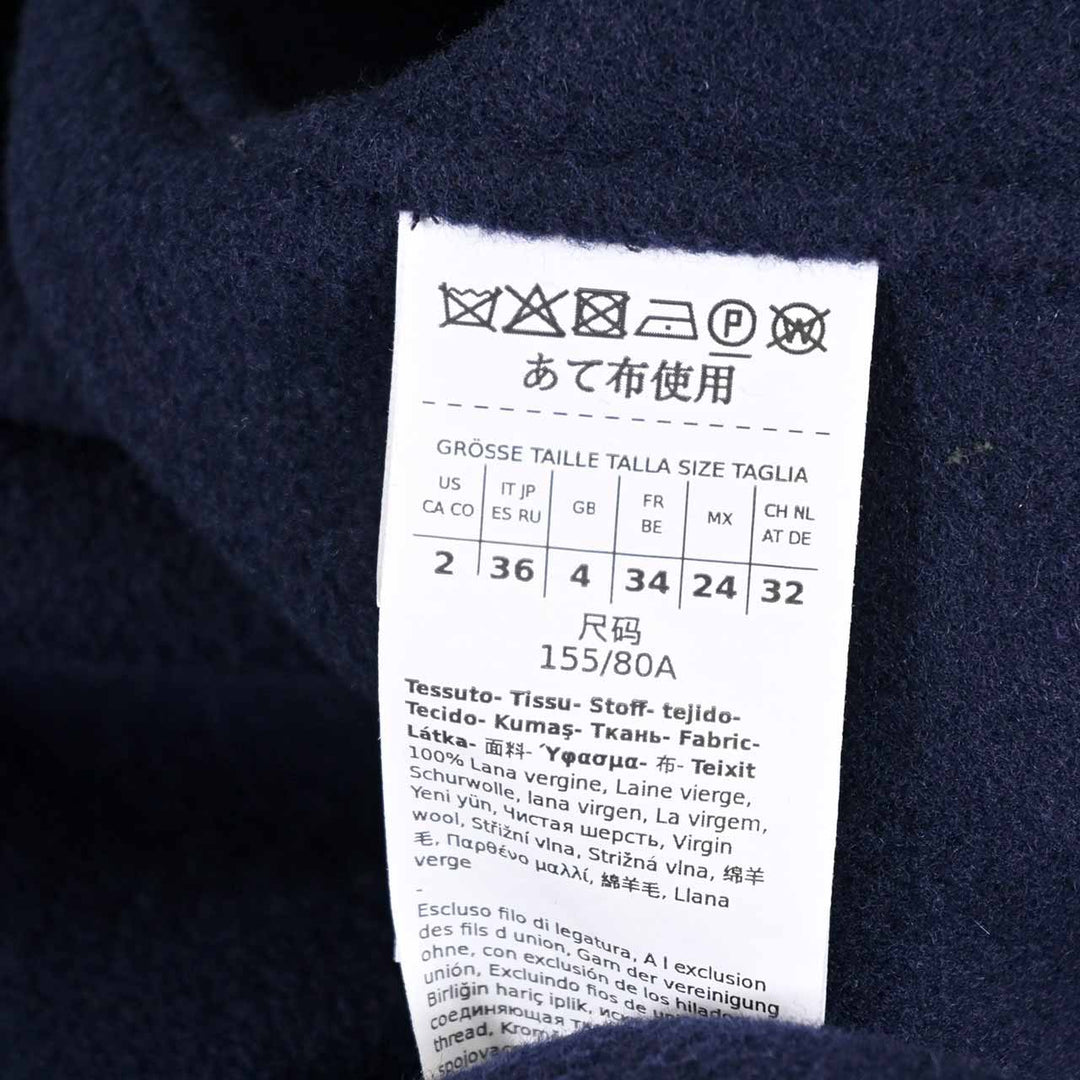 P W
あて布使用
GRÖSSE TAILLE TALLA SIZE TAGLIA
US CA CO IT JP ES RU GB FR BE MX CH NL AT DE
2 36 4 34 24 32
尺码
155/80A
Tessuto- Tissu- Stoff- tejido-
Tecido- Kumaş- Ткань- Fabric-
Látka- 面料- Ύφασμα- 布- Teixit
100% Lana vergine, Laine vierge,
Schurwolle, lana virgen, La virgem,
Yeni yün, Чистая шерсть, Virgin
wool, Střižní vlna, Strižná vlna, 绵羊
毛, Παρθένο μαλλί, 綿羊毛, Llana
verge
-
Escluso filo di legatura, A l exclusion
des fils d union, Garn der vereinigung
ohne, con exclusión de los
unión, Excluindo fios de
Birliğin hariç iplik,
соединяющая
thread,